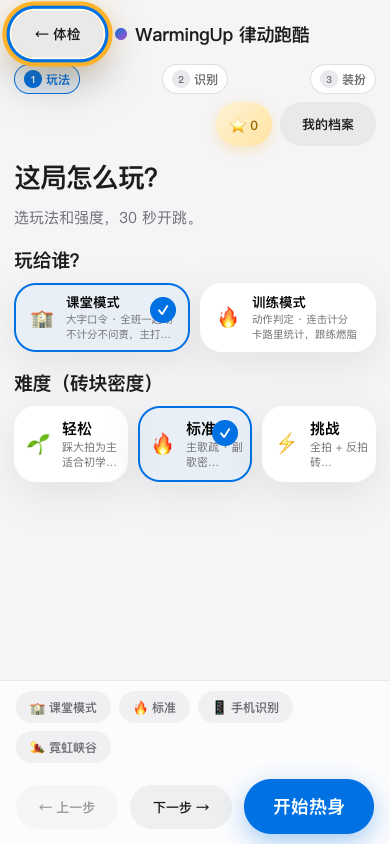 ← 体检
WarmingUp 律动跑酷
1 玩法
2 识别
3 装扮
⭐ 0
我的档案
这局怎么玩?
选玩法和强度，30 秒开跳。
玩给谁?
课堂模式
大字口令 · 全班一起
不计分不问责，主打…
训练模式
动作判定 · 连击计分
卡路里统计，跟练燃脂
难度（砖块密度）
轻松
踩大拍为主
适合初学…
标准
主歌疏 · 副
歌密…
挑战
全拍 + 反拍
砖…
课堂模式
标准
手机识别
霓虹峡谷
← 上一步
下一步 →
开始热身